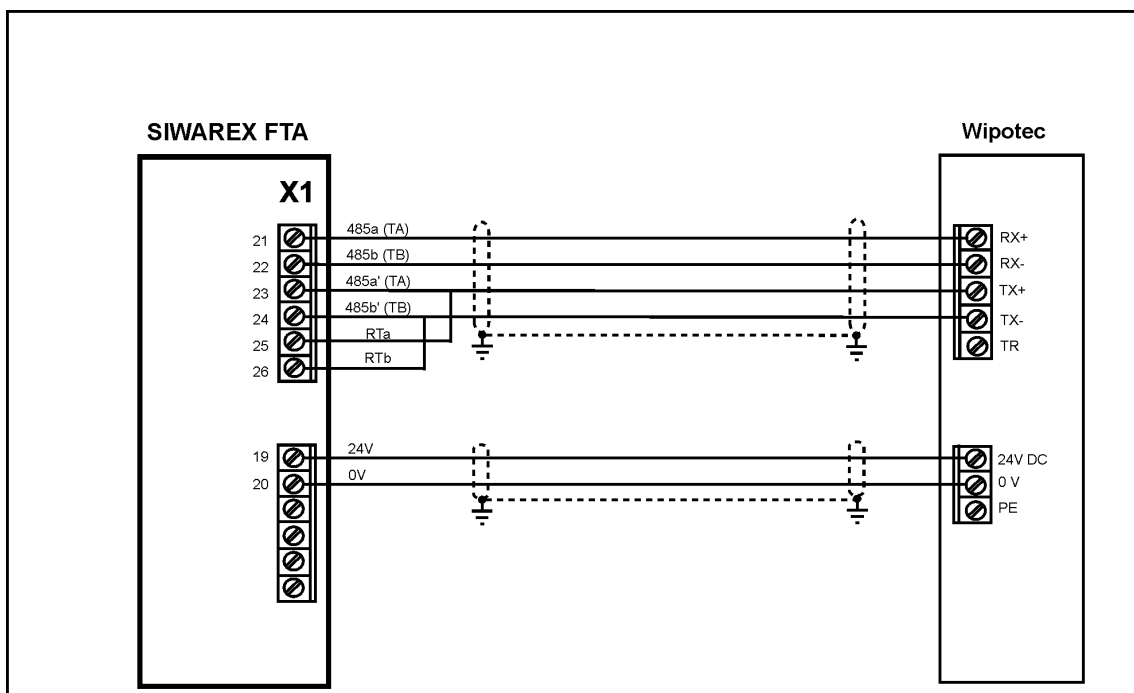 SIWAREX FTA
Wipotec
X1
21 485a (TA) RX+
22 485b (TB) RX-
23 485a' (TA) TX+
24 485b' (TB) TX-
25 RTa TR
26 RTb
19 24V 24V DC
20 0V 0 V
PE